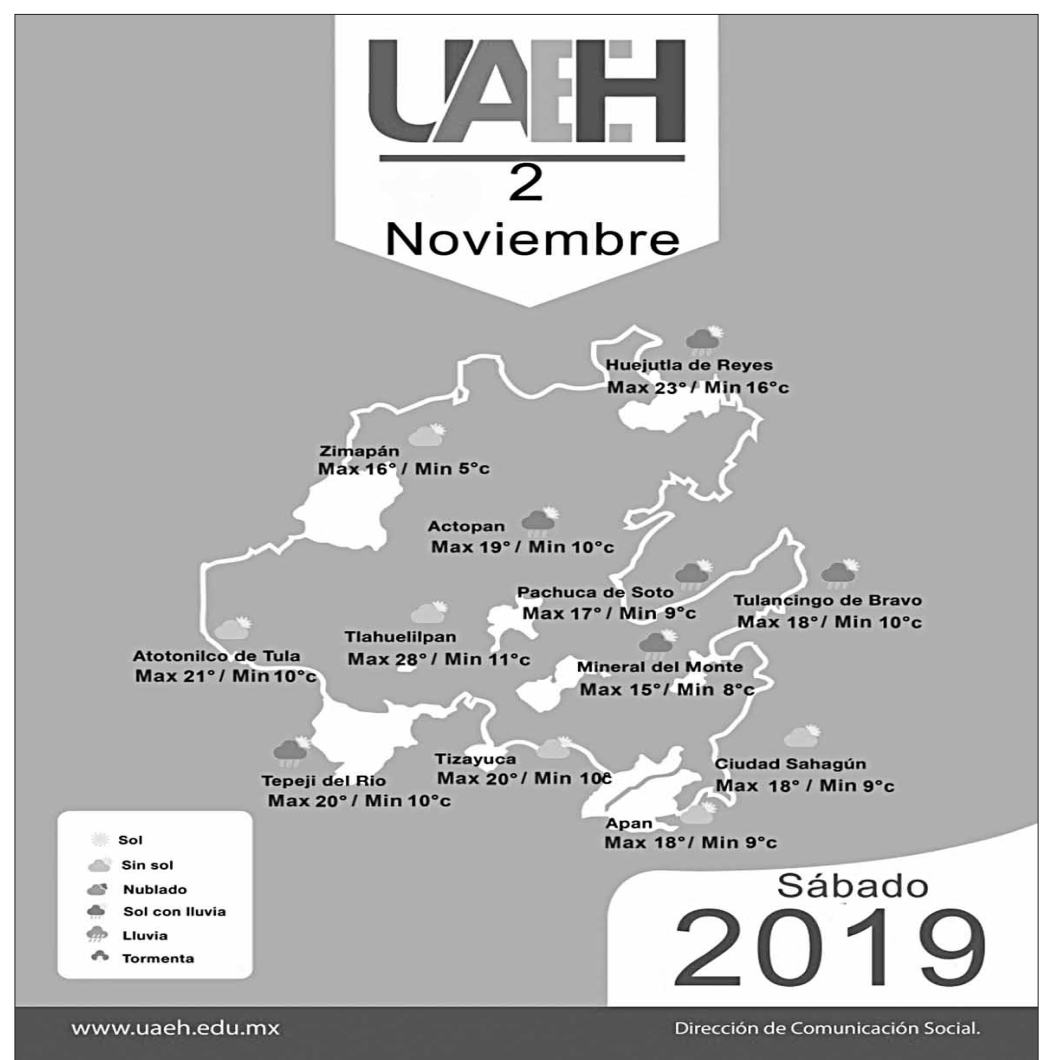 UAEH
2
Noviembre
Huejutla de Reyes
Max 23° / Min 16°c
Zimapán
Max 16° / Min 5°c
Actopan
Max 19° / Min 10°c
Pachuca de Soto
Max 17° / Min 9°c
Tulancingo de Bravo
Max 18° / Min 10°c
Tlahuelilpan
Max 28° / Min 11°c
Atotonilco de Tula
Max 21° / Min 10°c
Mineral del Monte
Max 15° / Min 8°c
Tizayuca
Max 20° / Min 10°c
Ciudad Sahagún
Max 18° / Min 9°c
Tepeji del Rio
Max 20° / Min 10°c
Apan
Max 18° / Min 9°c
Sol
Sin sol
Nublado
Sol con lluvia
Lluvia
Tormenta
Sábado
2019
www.uaeh.edu.mx
Dirección de Comunicación Social.